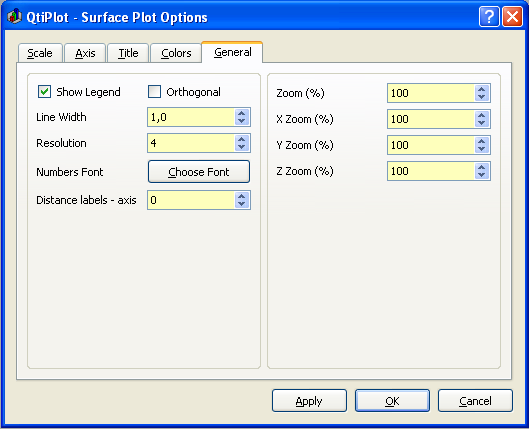 QtiPlot - Surface Plot Options
Scale Axis Title Colors General
Show Legend Orthogonal
Line Width 1,0
Resolution 4
Numbers Font Choose Font
Distance labels - axis 0
Zoom (%) 100
X Zoom (%) 100
Y Zoom (%) 100
Z Zoom (%) 100
Apply OK Cancel